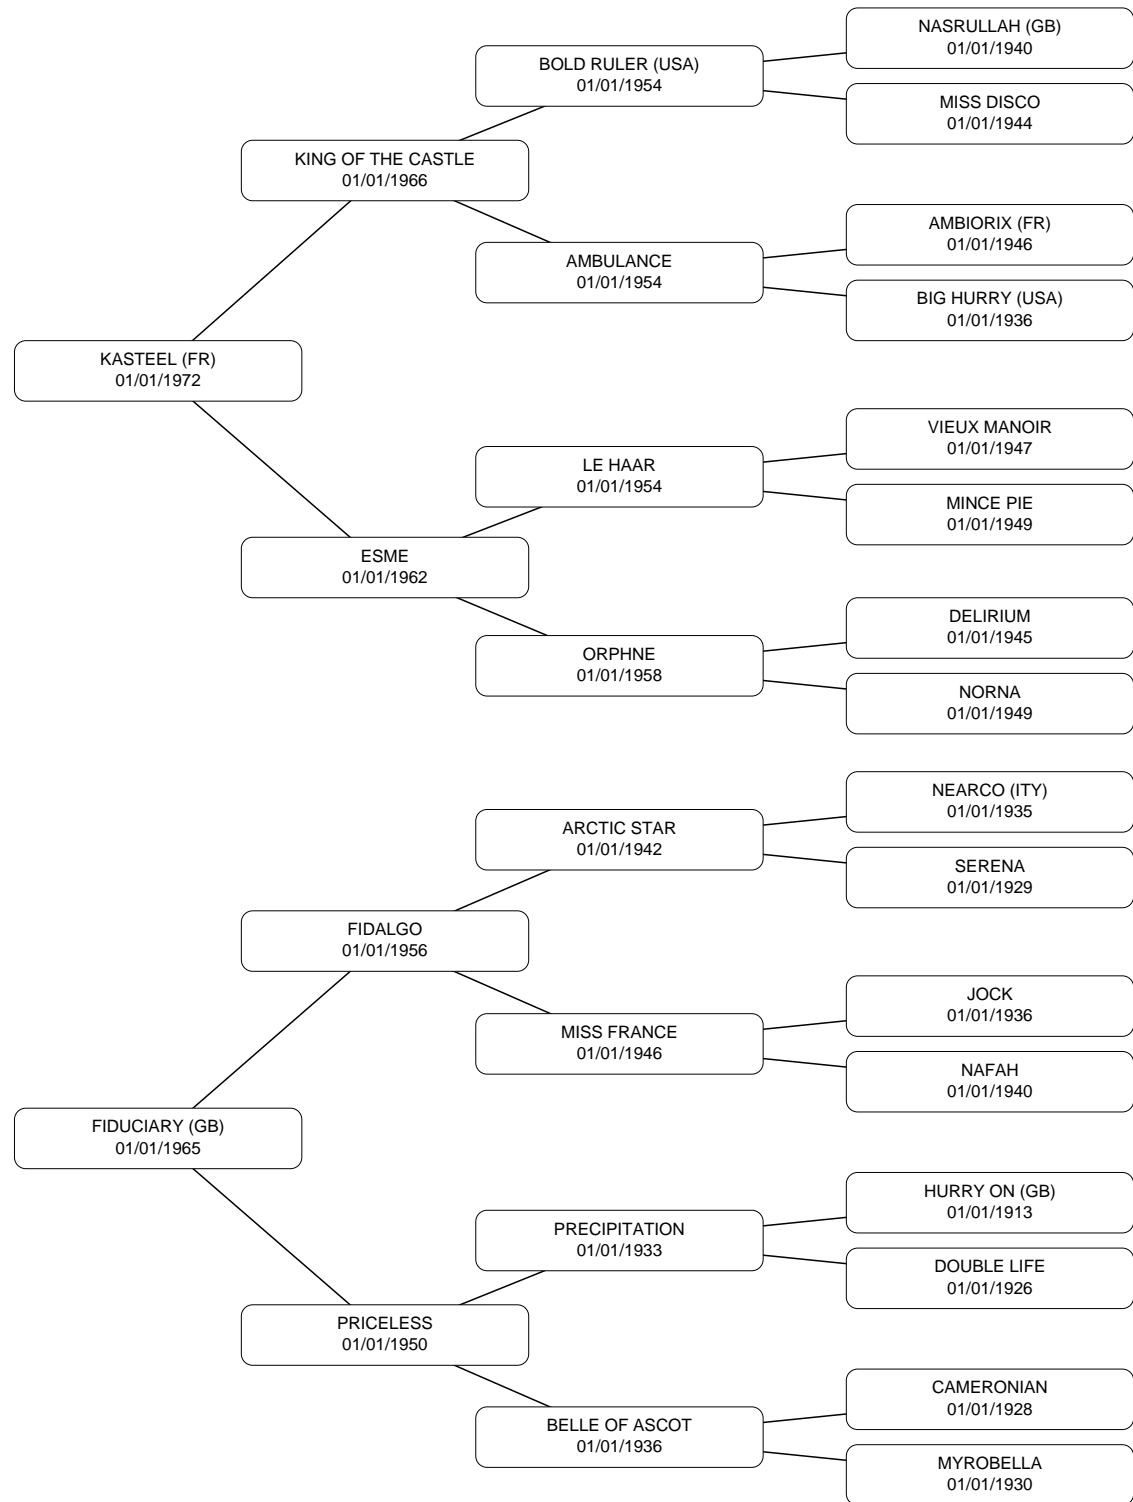 NASRULLAH (GB)
01/01/1940
BOLD RULER (USA)
01/01/1954
MISS DISCO
01/01/1944
KING OF THE CASTLE
01/01/1966
AMBIORIX (FR)
01/01/1946
AMBULANCE
01/01/1954
BIG HURRY (USA)
01/01/1936
KASTEEL (FR)
01/01/1972
VIEUX MANOIR
01/01/1947
LE HAAR
01/01/1954
MINCE PIE
01/01/1949
ESME
01/01/1962
DELIRIUM
01/01/1945
ORPHNE
01/01/1958
NORNA
01/01/1949
NEARCO (ITY)
01/01/1935
ARCTIC STAR
01/01/1942
SERENA
01/01/1929
FIDALGO
01/01/1956
JOCK
01/01/1936
MISS FRANCE
01/01/1946
NAFAH
01/01/1940
FIDUCIARY (GB)
01/01/1965
HURRY ON (GB)
01/01/1913
PRECIPITATION
01/01/1933
DOUBLE LIFE
01/01/1926
PRICELESS
01/01/1950
CAMERONIAN
01/01/1928
BELLE OF ASCOT
01/01/1936
MYROBELLA
01/01/1930